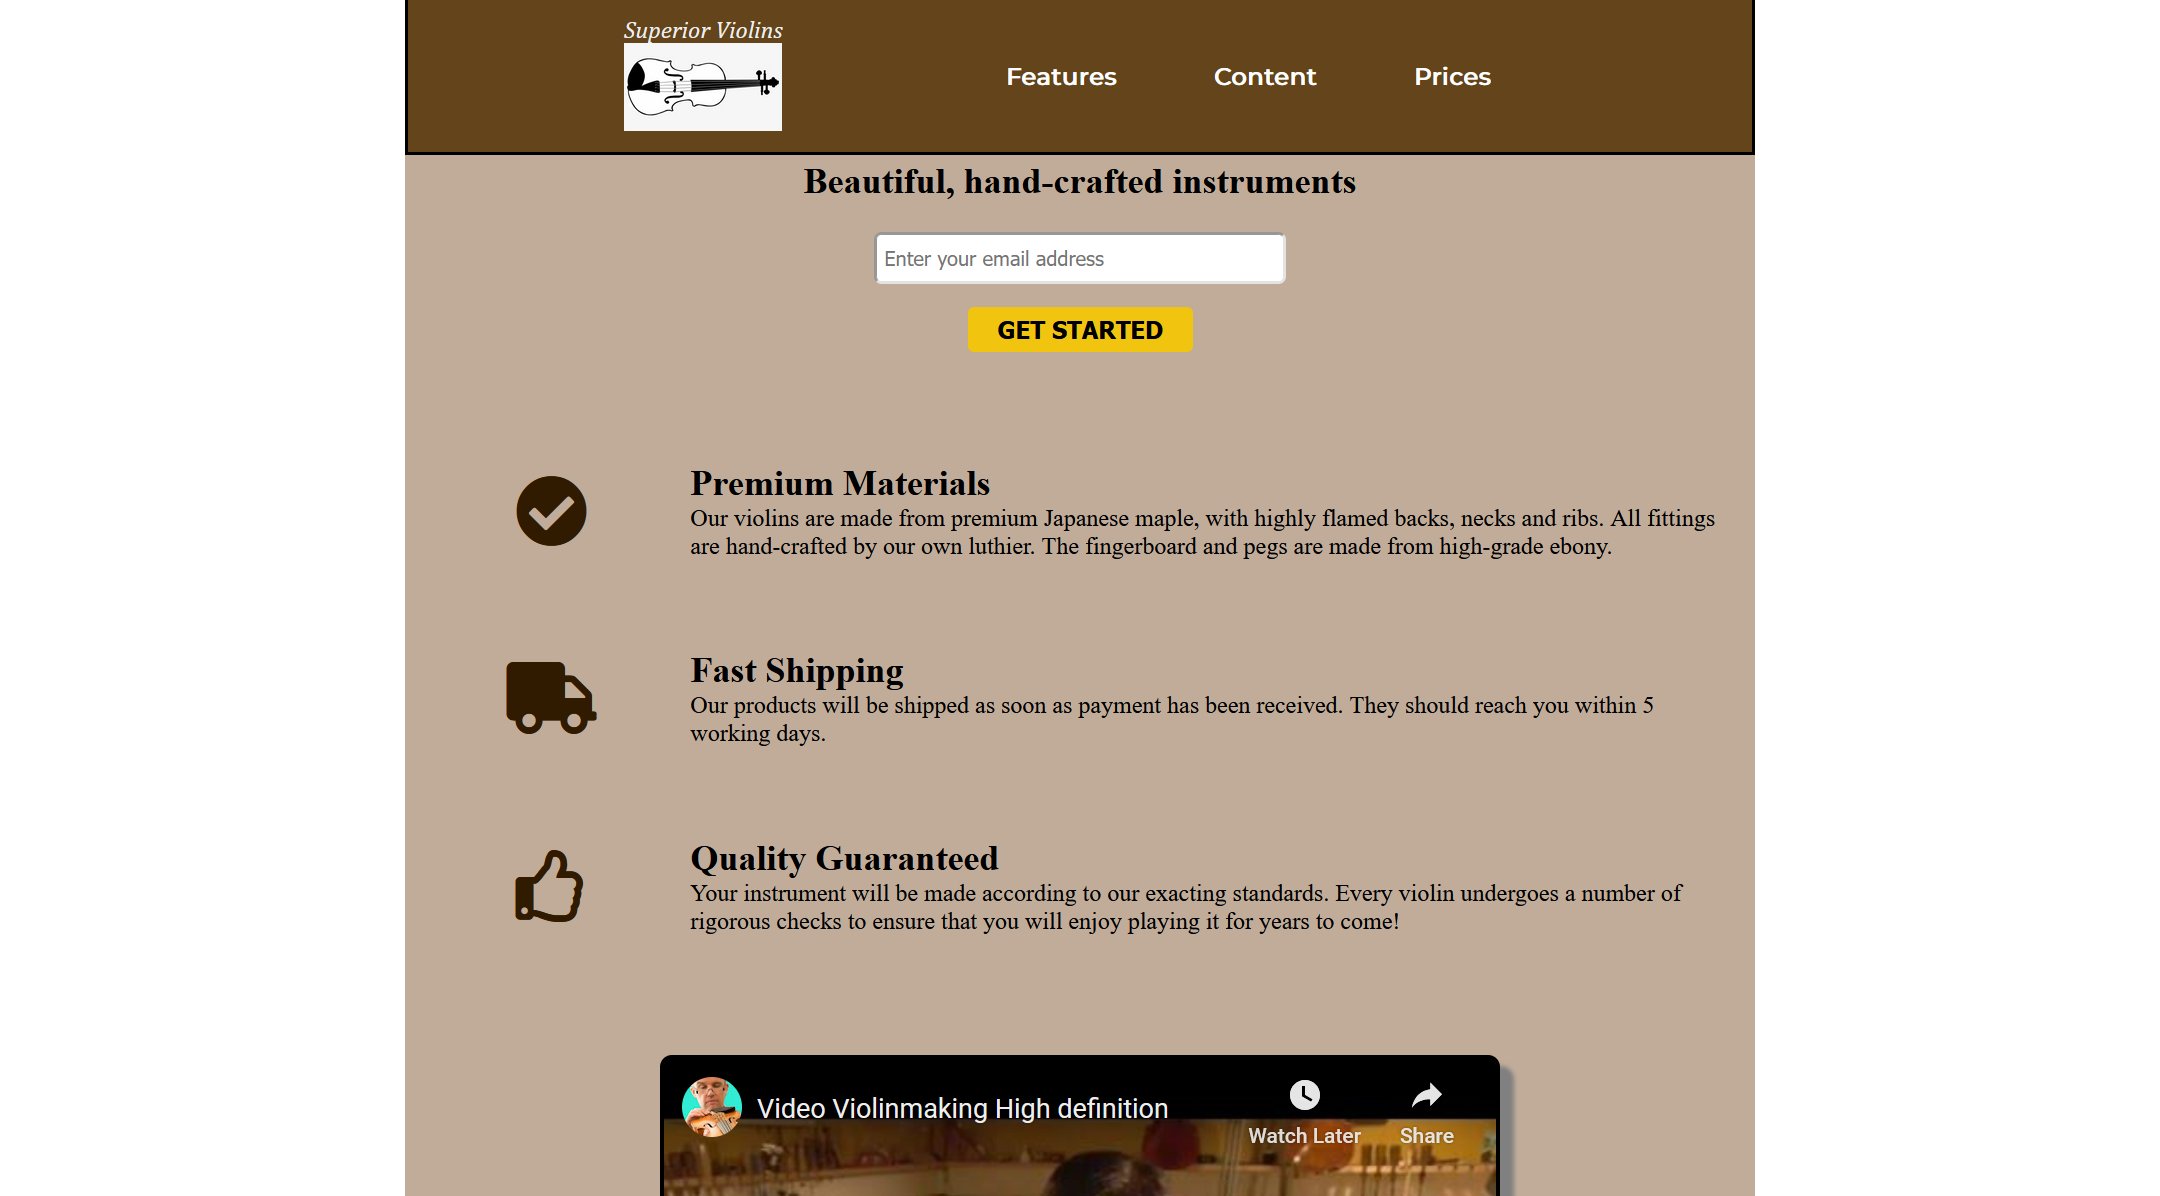 Superior Violins
Features Content Prices
Beautiful, hand-crafted instruments
Enter your email address
GET STARTED
Premium Materials
Our violins are made from premium Japanese maple, with highly flamed backs, necks and ribs. All fittings
are hand-crafted by our own luthier. The fingerboard and pegs are made from high-grade ebony.
Fast Shipping
Our products will be shipped as soon as payment has been received. They should reach you within 5
working days.
Quality Guaranteed
Your instrument will be made according to our exacting standards. Every violin undergoes a number of
rigorous checks to ensure that you will enjoy playing it for years to come!
Video Violinmaking High definition
Watch Later Share